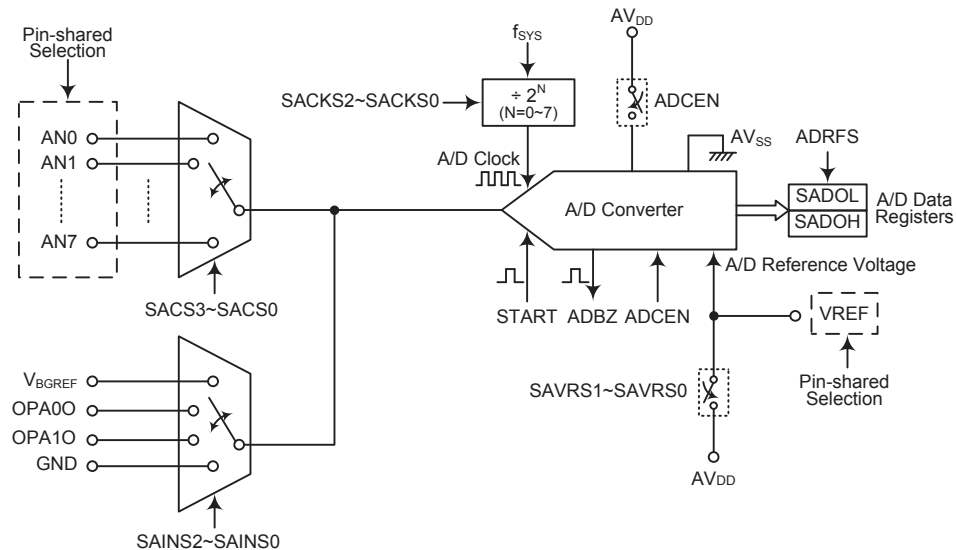 Pin-shared
Selection
AN0
AN1
AN7
SACS3~SACS0
VBGREF
OPA0O
OPA1O
GND
SAINS2~SAINS0
fSYS
SACKS2~SACKS0
÷ 2^N
(N=0~7)
A/D Clock
AVDD
ADCEN
AVSS
A/D Converter
ADRFS
SADOL
SADOH
A/D Data
Registers
START
ADBZ
ADCEN
A/D Reference Voltage
VREF
Pin-shared
Selection
SAVRS1~SAVRS0
AVDD